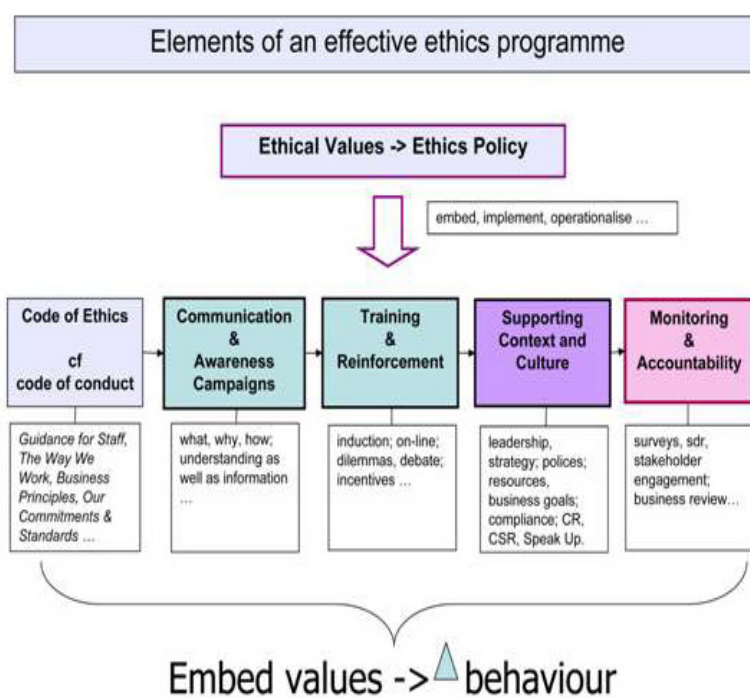 Elements of an effective ethics programme
Ethical Values -> Ethics Policy
embed, implement, operationalise ...
Code of Ethics
cf
code of conduct
Communication
&
Awareness
Campaigns
Training
&
Reinforcement
Supporting
Context and
Culture
Monitoring
&
Accountability
Guidance for Staff,
The Way We
Work, Business
Principles, Our
Commitments &
Standards ...
what, why, how;
understanding as
well as information
...
induction; on-line;
dilemmas, debate;
incentives ...
leadership,
strategy; polices;
resources,
business goals;
compliance; CR,
CSR, Speak Up.
surveys, sdr,
stakeholder
engagement;
business review...
Embed values -> behaviour